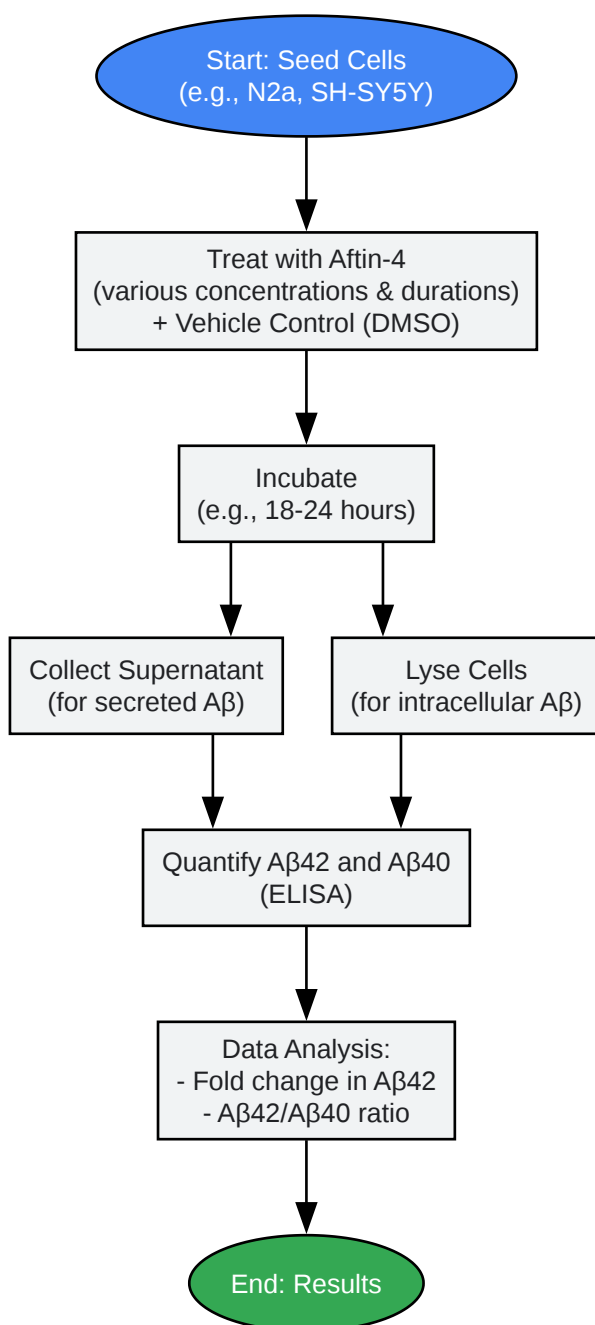 Start: Seed Cells
(e.g., N2a, SH-SY5Y)
Treat with Aftin-4
(various concentrations & durations)
+ Vehicle Control (DMSO)
Incubate
(e.g., 18-24 hours)
Collect Supernatant
(for secreted Aβ)
Lyse Cells
(for intracellular Aβ)
Quantify Aβ42 and Aβ40
(ELISA)
Data Analysis:
- Fold change in Aβ42
- Aβ42/Aβ40 ratio
End: Results